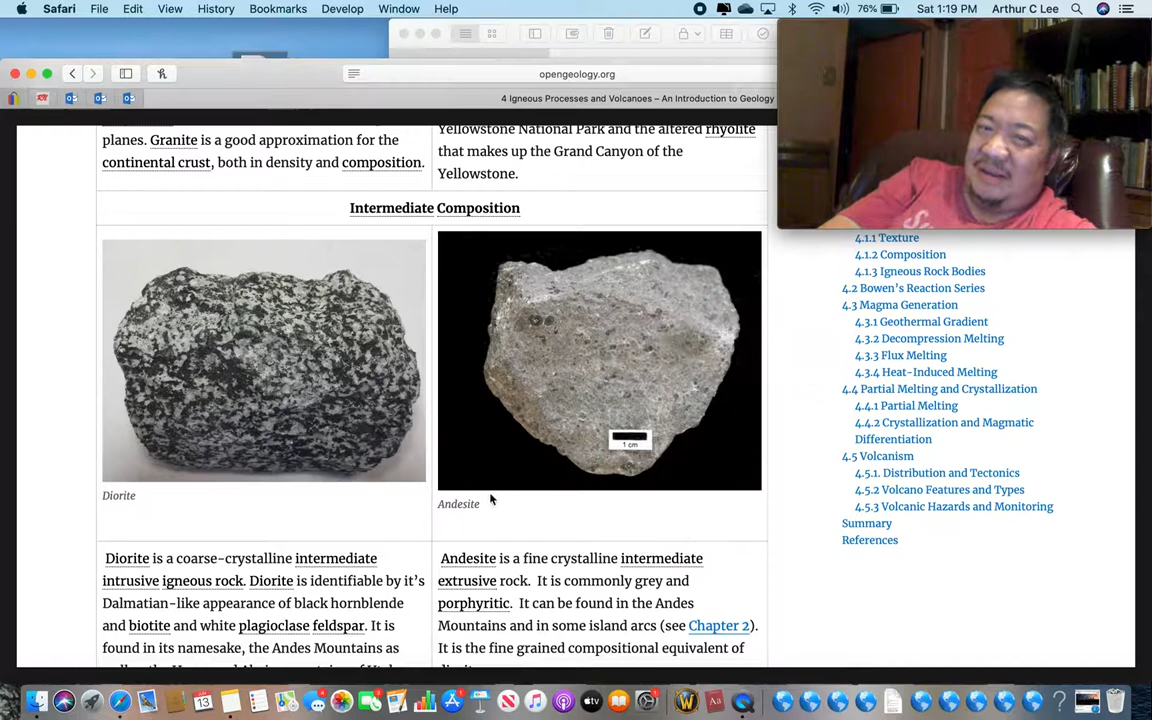 Safari File Edit View History Bookmarks Develop Window Help 76% Sat 1:19 PM Arthur C Lee
opengeology.org
4 Igneous Processes and Volcanoes – An Introduction to Geology
planes. Granite is a good approximation for the
continental crust, both in density and composition.
Yellowstone National Park and the altered rhyolite
that makes up the Grand Canyon of the
Yellowstone.
Intermediate Composition
1 cm
Diorite
Andesite
Diorite is a coarse-crystalline intermediate
intrusive igneous rock. Diorite is identifiable by it’s
Dalmatian-like appearance of black hornblende
and biotite and white plagioclase feldspar. It is
found in its namesake, the Andes Mountains as
Andesite is a fine crystalline intermediate
extrusive rock. It is commonly grey and
porphyritic. It can be found in the Andes
Mountains and in some island arcs (see Chapter 2).
It is the fine grained compositional equivalent of
4.1.1 Texture
4.1.2 Composition
4.1.3 Igneous Rock Bodies
4.2 Bowen’s Reaction Series
4.3 Magma Generation
4.3.1 Geothermal Gradient
4.3.2 Decompression Melting
4.3.3 Flux Melting
4.3.4 Heat-Induced Melting
4.4 Partial Melting and Crystallization
4.4.1 Partial Melting
4.4.2 Crystallization and Magmatic
Differentiation
4.5 Volcanism
4.5.1. Distribution and Tectonics
4.5.2 Volcano Features and Types
4.5.3 Volcanic Hazards and Monitoring
Summary
References
13
tv
W
Aa